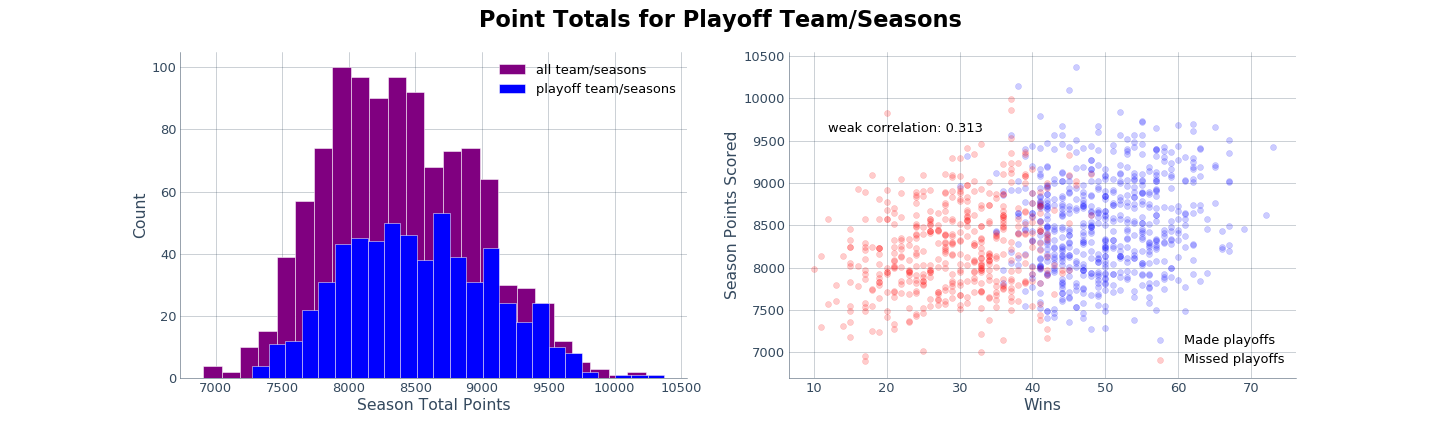 Point Totals for Playoff Team/Seasons
all team/seasons
playoff team/seasons
100
80
60
40
20
0
Count
7000 7500 8000 8500 9000 9500 10000 10500
Season Total Points
weak correlation: 0.313
10500
10000
9500
9000
8500
8000
7500
7000
Season Points Scored
Made playoffs
Missed playoffs
10 20 30 40 50 60 70
Wins